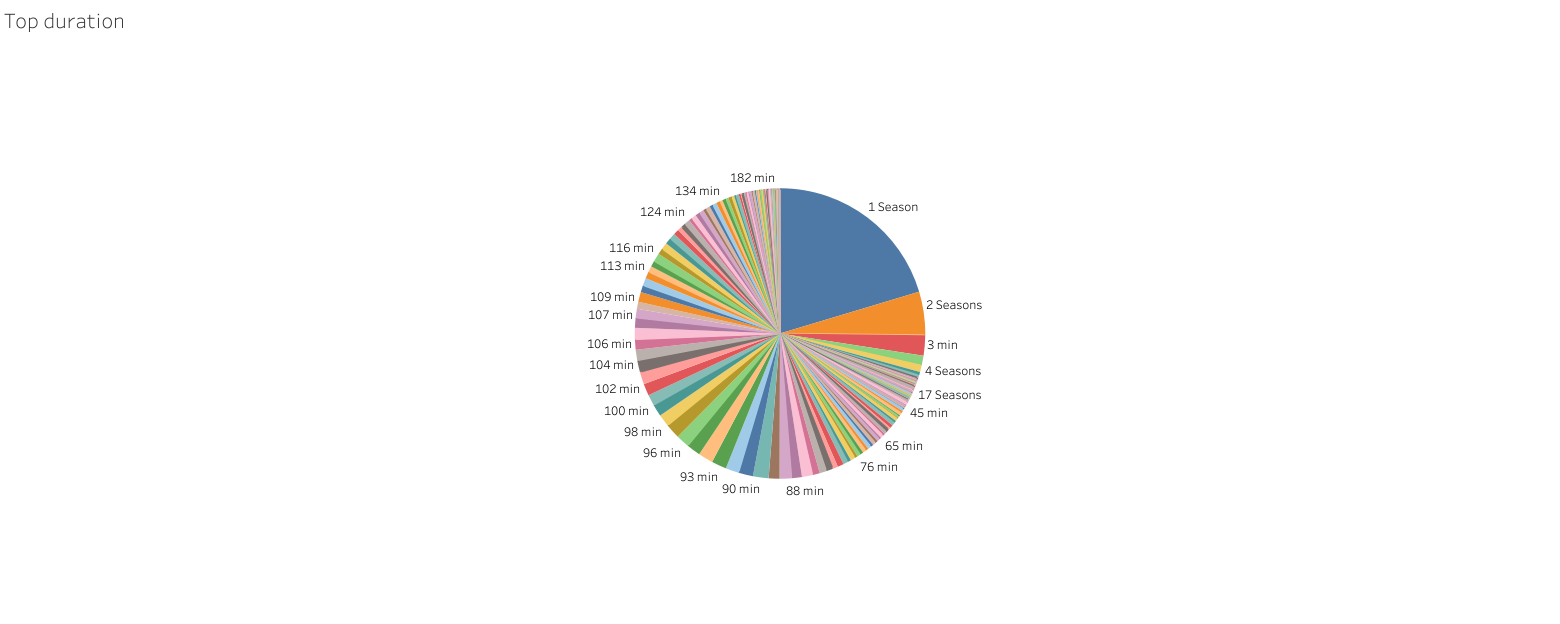 Top duration
182 min
134 min
124 min
116 min
113 min
109 min
107 min
106 min
104 min
102 min
100 min
98 min
96 min
93 min
90 min
88 min
1 Season
2 Seasons
3 min
4 Seasons
17 Seasons
45 min
65 min
76 min